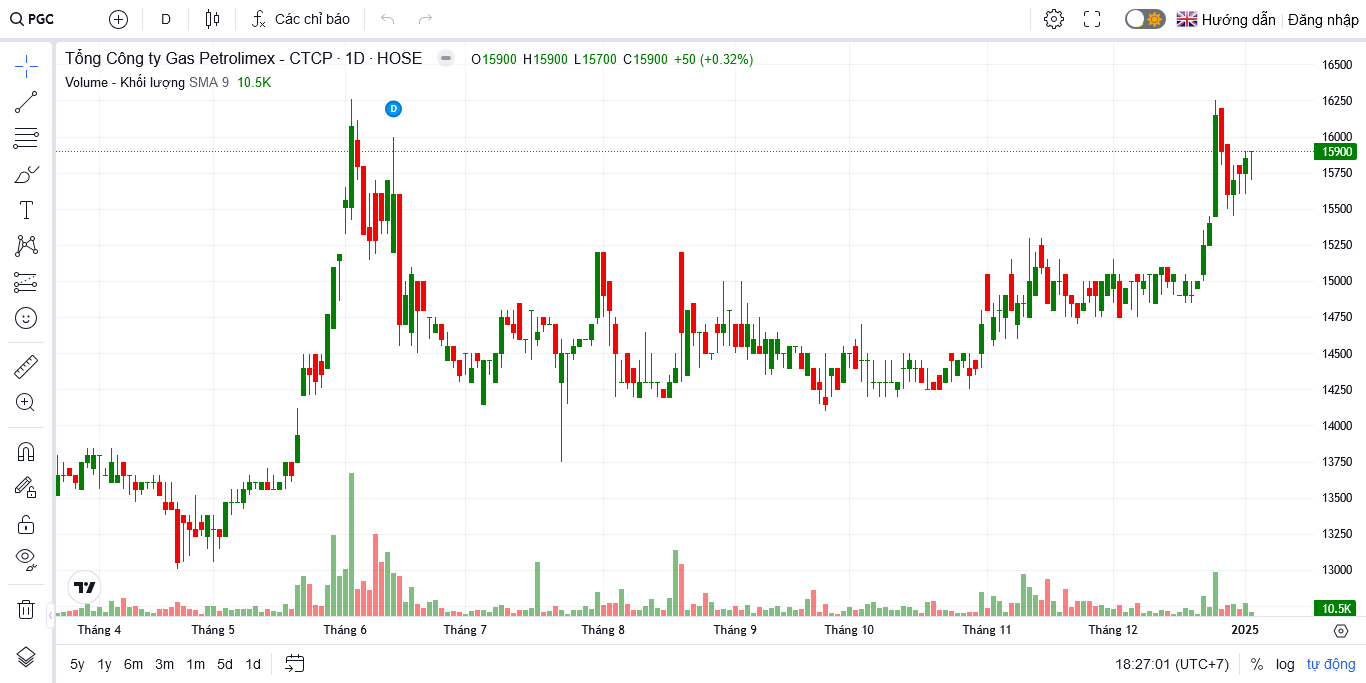 PGC D Các chỉ báo Hướng dẫn Đăng nhập
Tổng Công ty Gas Petrolimex - CTCP · 1D · HOSE O15900 H15900 L15700 C15900 +50 (+0.32%)
Volume - Khối lượng SMA 9 10.5K
D
16500
16250
16000
15900
15750
15500
15250
15000
14750
14500
14250
14000
13750
13500
13250
13000
10.5K
Tháng 4 Tháng 5 Tháng 6 Tháng 7 Tháng 8 Tháng 9 Tháng 10 Tháng 11 Tháng 12 2025
5y 1y 6m 3m 1m 5d 1d 18:27:01 (UTC+7) % log tự động